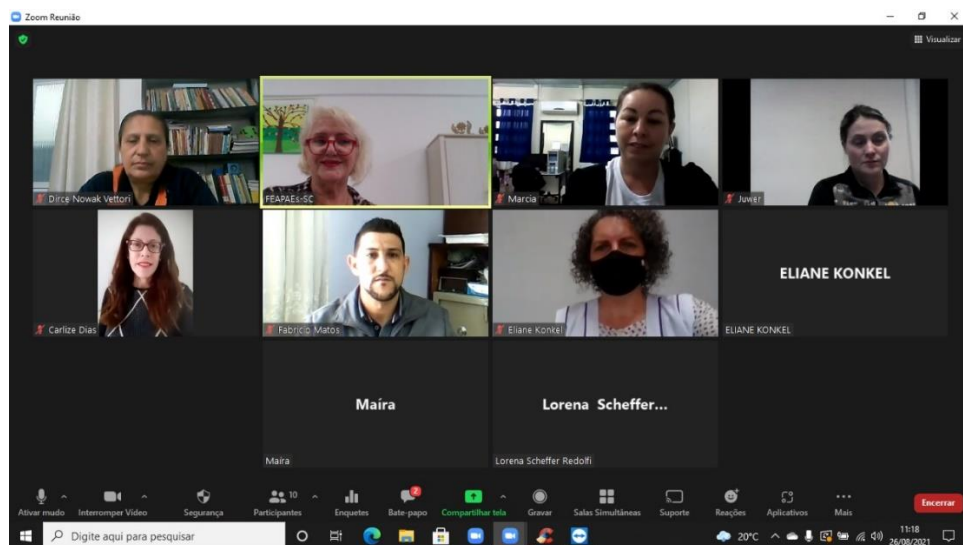 Zoom Reunião
Visualizar
Dirce Nowak Vettori
FEAPAEs-SC
Marcia
Juwer
Carlize Dias
Fabricio Matos
Eliane Konkel
ELIANE KONKEL
ELIANE KONKEL
Maíra
Maíra
Lorena Scheffer...
Lorena Scheffer Redolfi
10
2
Ativar mudo
Interromper Vídeo
Segurança
Participantes
Enquetes
Bate-papo
Compartilhar tela
Gravar
Salas Simultâneas
Suporte
Reações
Aplicativos
Mais
Encerrar
Digite aqui para pesquisar
20°C
11:18
26/08/2021